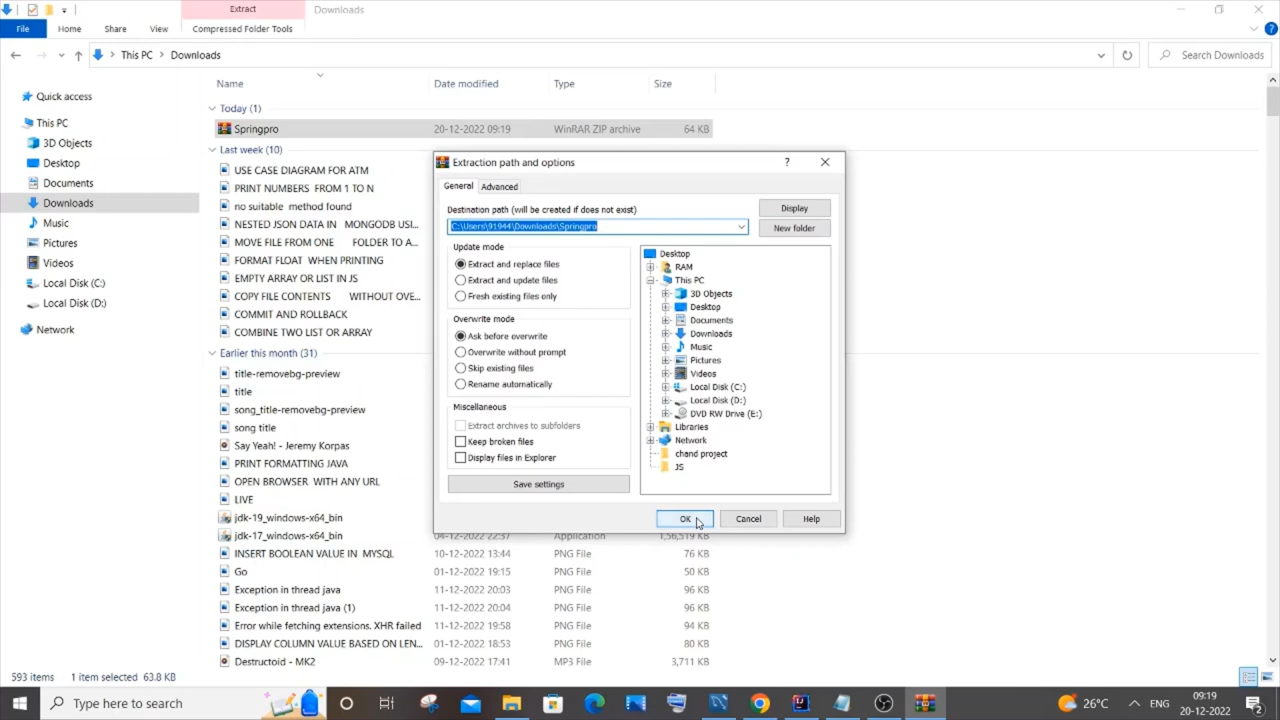 Extract
Downloads
File
Home
Share
View
Compressed Folder Tools
This PC
Downloads
Search Downloads
Name
Date modified
Type
Size
Quick access
This PC
3D Objects
Desktop
Documents
Downloads
Music
Pictures
Videos
Local Disk (C:)
Local Disk (D:)
Network
Today (1)
Springpro 20-12-2022 09:19 WinRAR ZIP archive 64 KB
Last week (10)
USE CASE DIAGRAM FOR ATM
PRINT NUMBERS FROM 1 TO N
no suitable method found
NESTED JSON DATA IN MONGODB USI...
MOVE FILE FROM ONE FOLDER TO A...
FORMAT FLOAT WHEN PRINTING
EMPTY ARRAY OR LIST IN JS
COPY FILE CONTENTS WITHOUT OVE...
COMMIT AND ROLLBACK
COMBINE TWO LIST OR ARRAY
Earlier this month (31)
title-removebg-preview
title
song_title-removebg-preview
song title
Say Yeah! - Jeremy Korpas
PRINT FORMATTING JAVA
OPEN BROWSER WITH ANY URL
LIVE
jdk-19_windows-x64_bin
jdk-17_windows-x64_bin 04-12-2022 22:37 Application 1,56,519 KB
INSERT BOOLEAN VALUE IN MYSQL 10-12-2022 13:44 PNG File 76 KB
Go 01-12-2022 19:15 PNG File 50 KB
Exception in thread java 11-12-2022 20:03 PNG File 96 KB
Exception in thread java (1) 11-12-2022 20:04 PNG File 96 KB
Error while fetching extensions. XHR failed 11-12-2022 19:58 PNG File 94 KB
DISPLAY COLUMN VALUE BASED ON LEN... 01-12-2022 18:53 PNG File 80 KB
Destructoid - MK2 09-12-2022 17:41 MP3 File 3,711 KB
Extraction path and options
?
General
Advanced
Destination path (will be created if does not exist)
C:\Users\91944\Downloads\Springpro
Display
New folder
Update mode
Extract and replace files
Extract and update files
Fresh existing files only
Overwrite mode
Ask before overwrite
Overwrite without prompt
Skip existing files
Rename automatically
Miscellaneous
Extract archives to subfolders
Keep broken files
Display files in Explorer
Save settings
Desktop
RAM
This PC
3D Objects
Desktop
Documents
Downloads
Music
Pictures
Videos
Local Disk (C:)
Local Disk (D:)
DVD RW Drive (E:)
Libraries
Network
chand project
JS
OK
Cancel
Help
593 items 1 item selected 63.8 KB
Type here to search
26°C
ENG
09:19
20-12-2022
2